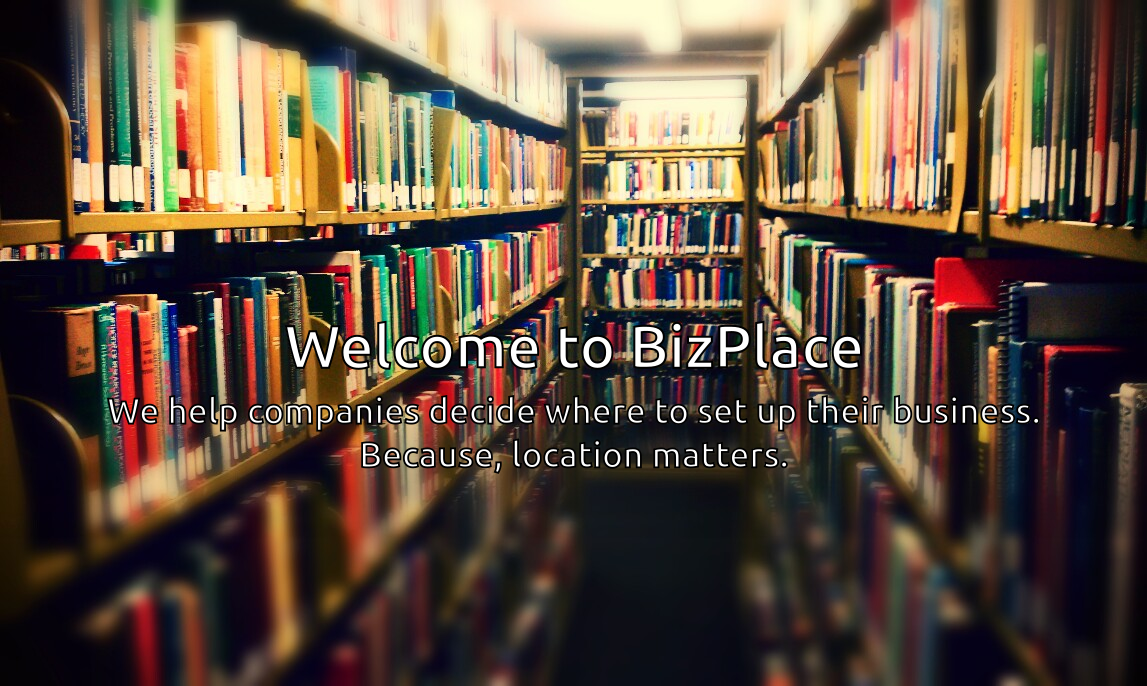 Welcome to BizPlace
We help companies decide where to set up their business.
Because, location matters.